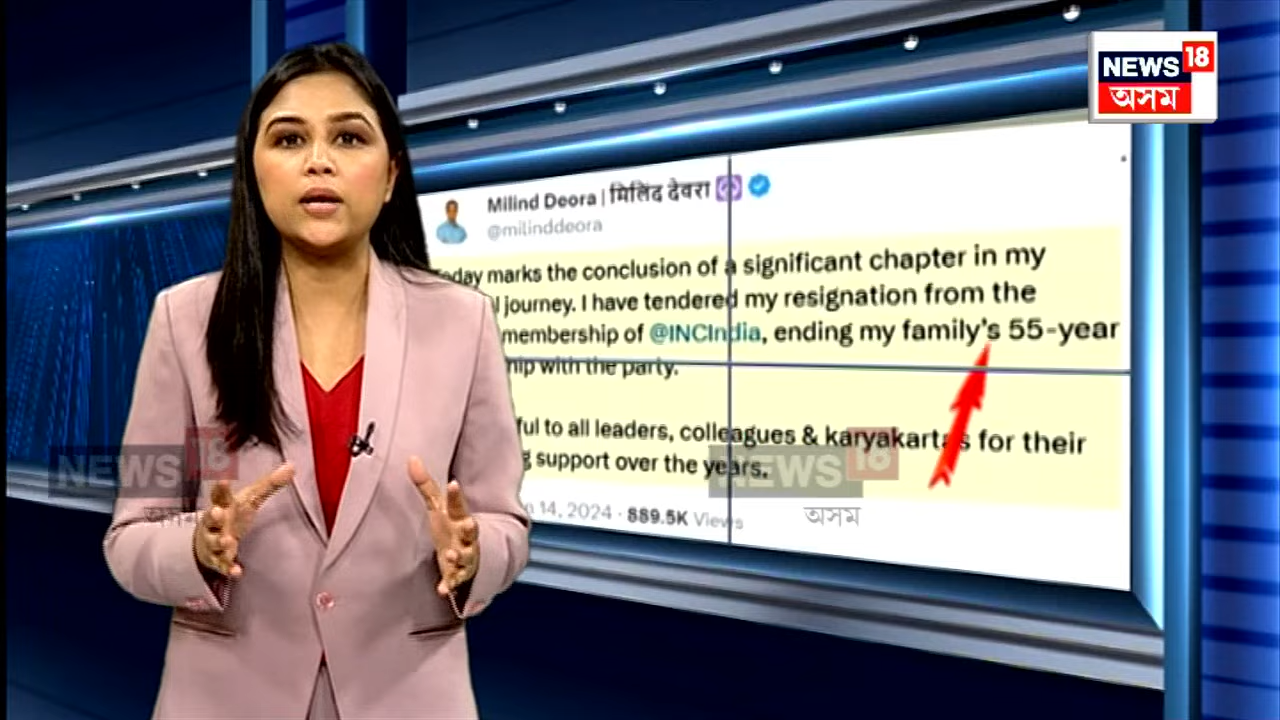 NEWS 18
অসম
Milind Deora | मिलिंद देवरा
@milinddeora
marks the conclusion of a significant chapter in my
journey. I have tendered my resignation from the
membership of @INCIndia, ending my family's 55-year
with the party.
to all leaders, colleagues & karyakartas for their
support over the years.
14, 2024 · 889.5K Views
NEWS 18
অসম
NEWS 18
অসম